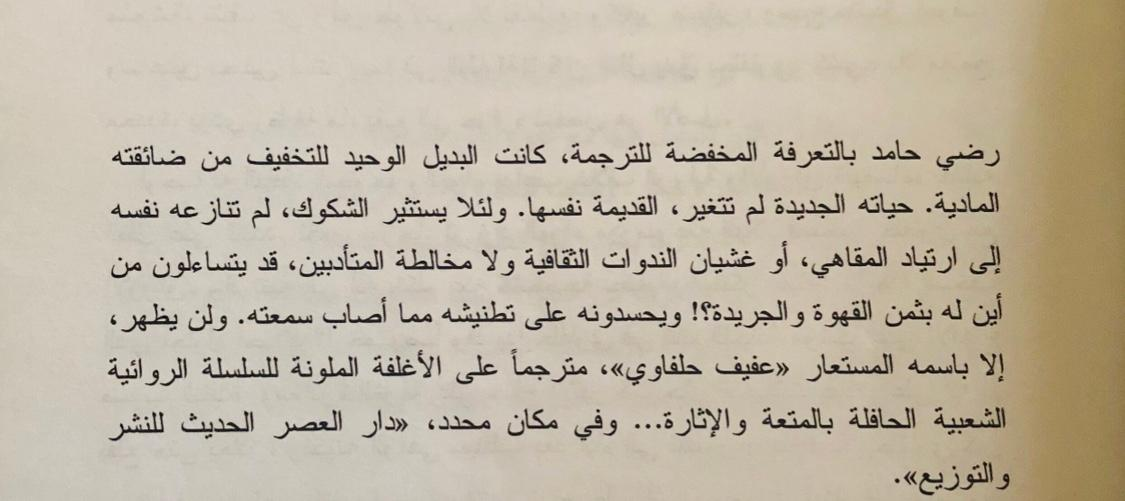 رضي حامد بالتعرفة المخفضة للترجمة، كانت البديل الوحيد للتخفيف من ضائقته
المادية. حياته الجديدة لم تتغير، القديمة نفسها. ولئلا يستثير الشكوك، لم تنازعه نفسه
إلى ارتياد المقاهي، أو غشيان الندوات الثقافية ولا مخالطة المتأدبين، قد يتساءلون من
أين له بثمن القهوة والجريدة؟! ويحسدونه على تطنيشه مما أصاب سمعته. ولن يظهر،
إلا باسمه المستعار «عفيف حلفاوي»، مترجماً على الأغلفة الملونة للسلسلة الروائية
الشعبية الحافلة بالمتعة والإثارة... وفي مكان محدد، «دار العصر الحديث للنشر
والتوزيع».